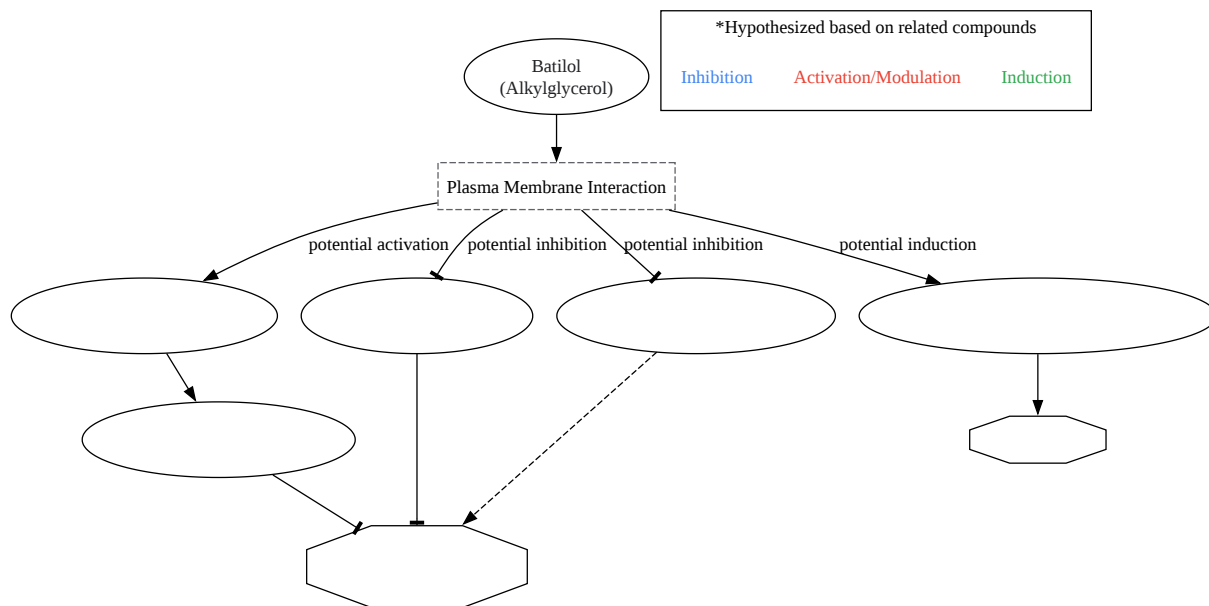 *Hypothesized based on related compounds
Inhibition Activation/Modulation Induction
Batilol
(Alkylglycerol)
Plasma Membrane Interaction
potential activation potential inhibition potential inhibition potential induction